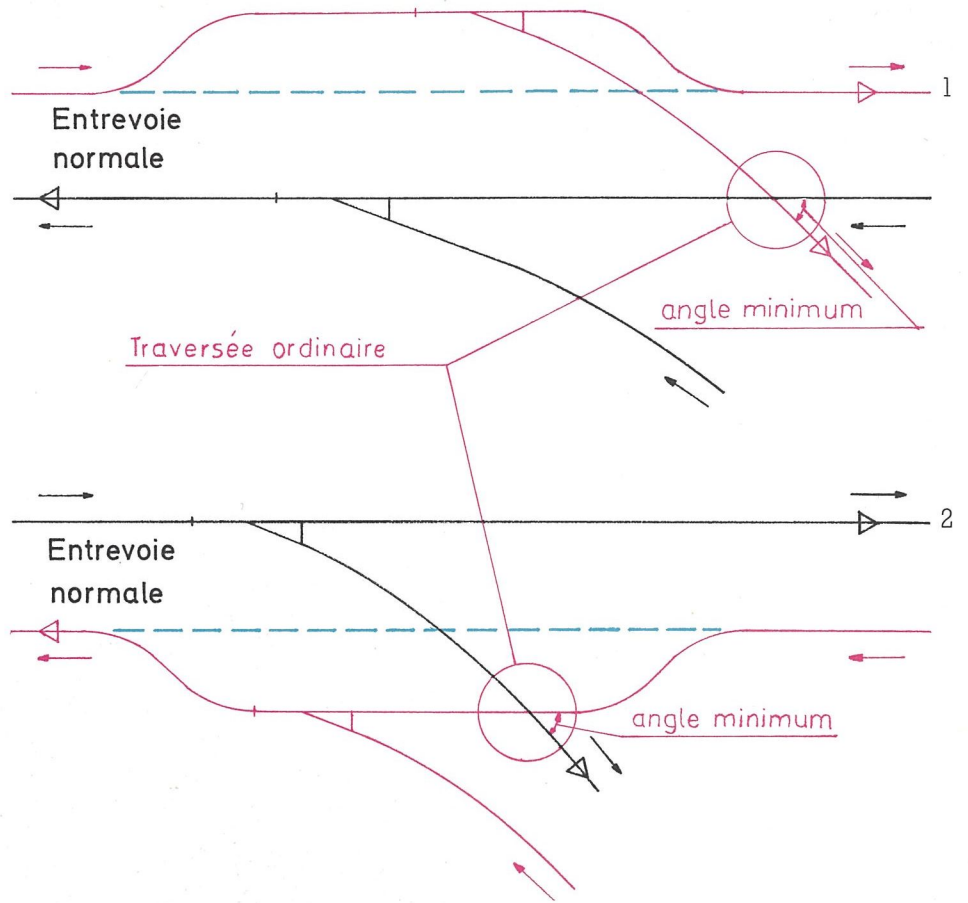 1
Entrevoie
normale
angle minimum
Traversée ordinaire
2
Entrevoie
normale
angle minimum